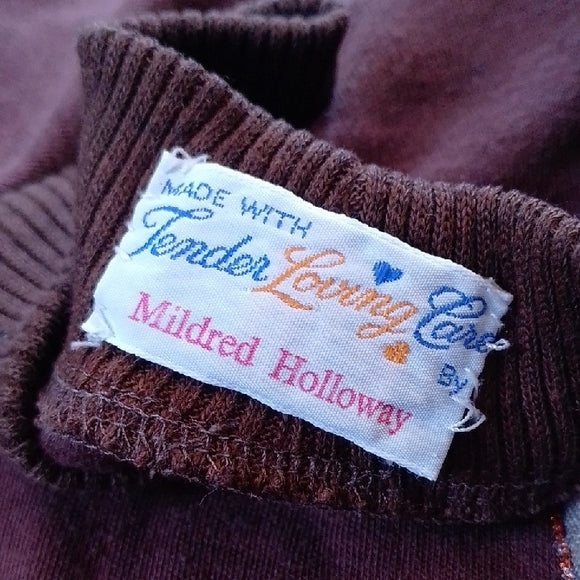 MADE WITH
Tender Loving Care
By
Mildred Holloway